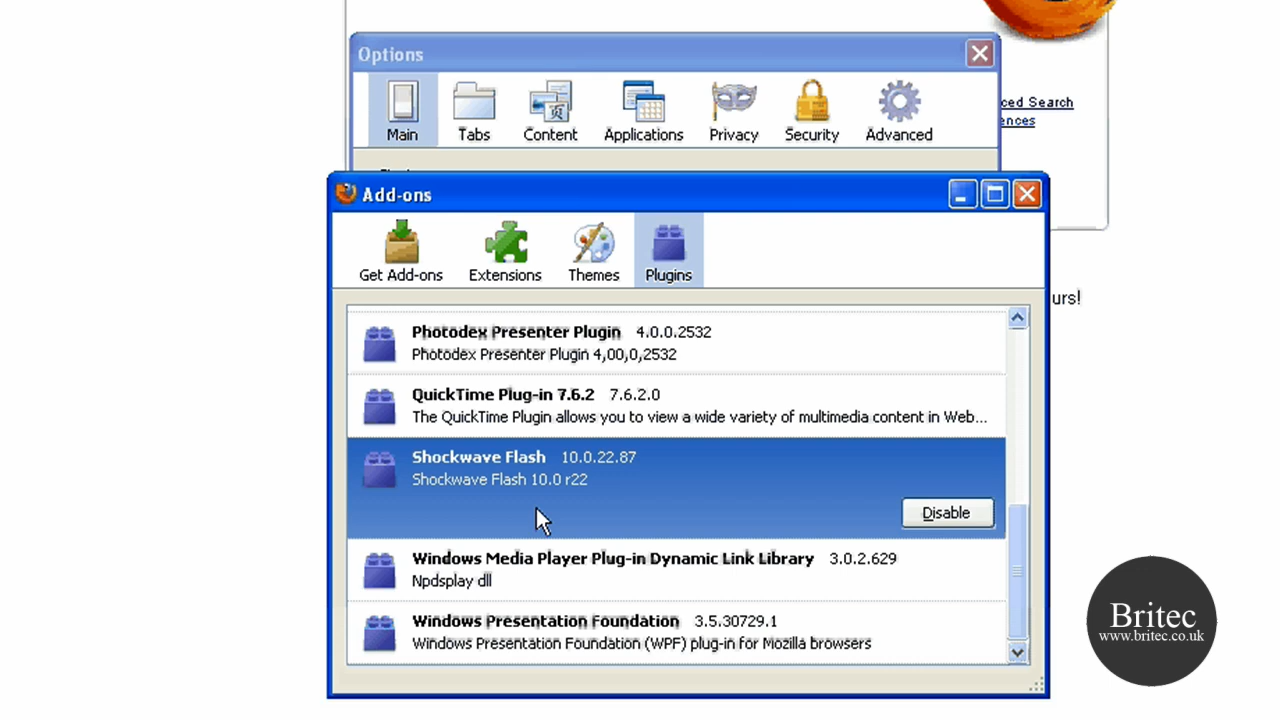 Options
Main Tabs Content Applications Privacy Security Advanced
ced Search
ences
Add-ons
Get Add-ons Extensions Themes Plugins
urs!
Photodex Presenter Plugin 4.0.0.2532
Photodex Presenter Plugin 4,00,0,2532
QuickTime Plug-in 7.6.2 7.6.2.0
The QuickTime Plugin allows you to view a wide variety of multimedia content in Web...
Shockwave Flash 10.0.22.87
Shockwave Flash 10.0 r22
Disable
Windows Media Player Plug-in Dynamic Link Library 3.0.2.629
Npdsplay dll
Windows Presentation Foundation 3.5.30729.1
Windows Presentation Foundation (WPF) plug-in for Mozilla browsers
Britec
www.britec.co.uk